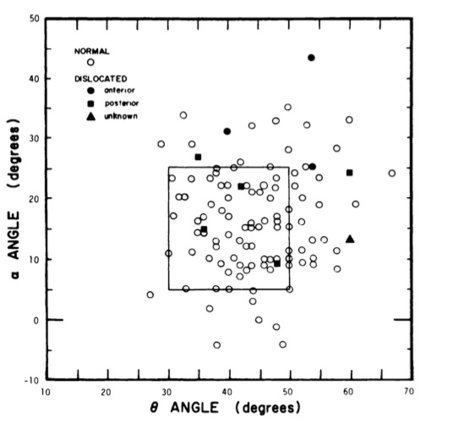 50
40
30
20
10
0
-10
α ANGLE (degrees)
NORMAL
DISLOCATED
anterior
posterior
unknown
10 20 30 40 50 60 70
θ ANGLE (degrees)